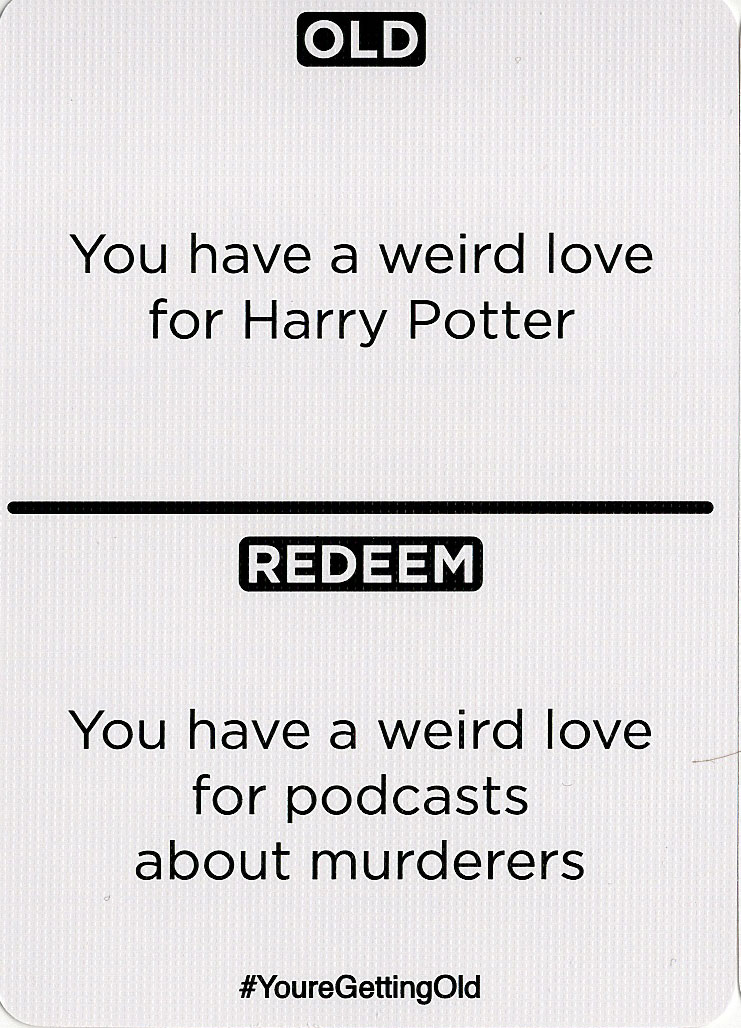 OLD
You have a weird love
for Harry Potter
REDEEM
You have a weird love
for podcasts
about murderers
#YoureGettingOld